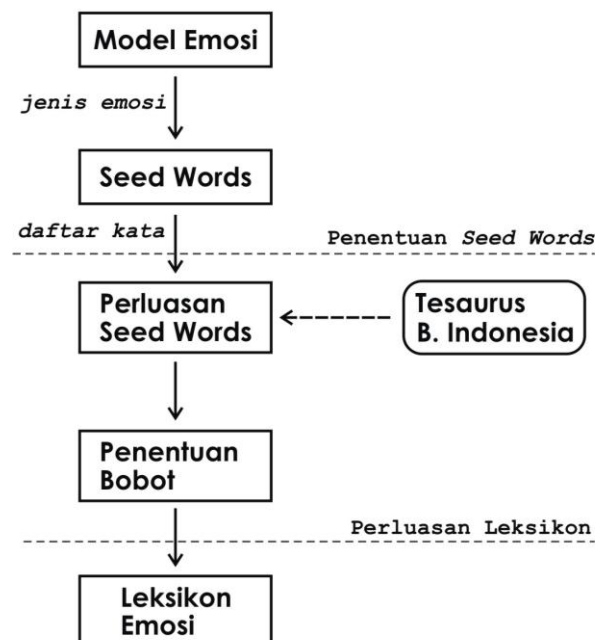 Model Emosi
jenis emosi
Seed Words
daftar kata
Penentuan Seed Words
Perluasan
Seed Words
Tesaurus
B. Indonesia
Penentuan
Bobot
Perluasan Leksikon
Leksikon
Emosi